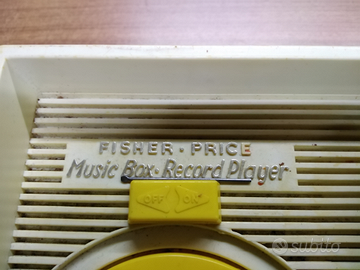 FISHER · PRICE
Music Box · Record Player
OFF ON
subito